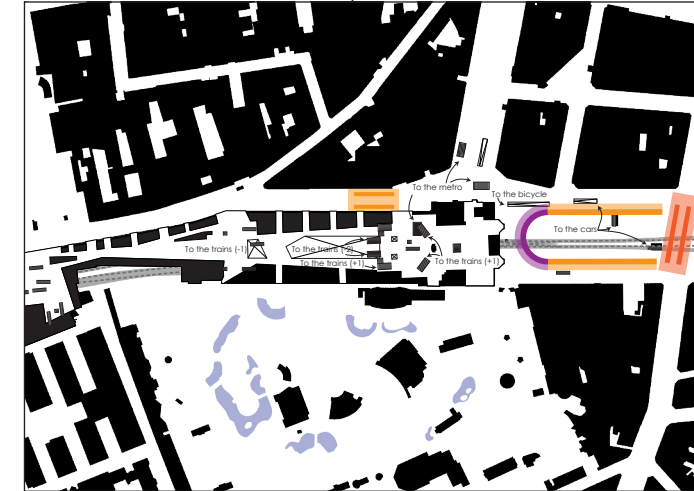 To the metro
To the bicycle
To the cars
To the trains (-1)
To the trains (-2)
To the trains (+1)
To the trains (+1)